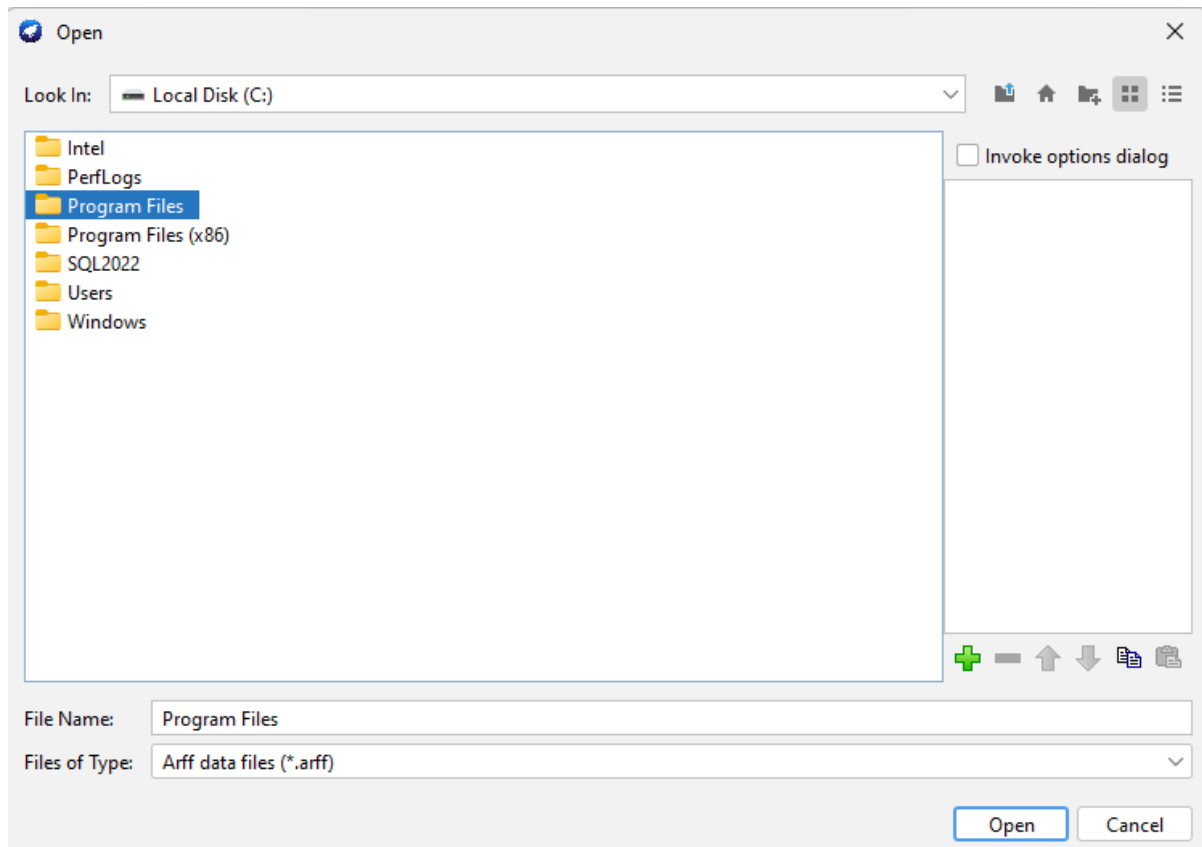 Open
Look In: Local Disk (C:)
Intel
PerfLogs
Program Files
Program Files (x86)
SQL2022
Users
Windows
Invoke options dialog
File Name: Program Files
Files of Type: Arff data files (*.arff)
Open Cancel